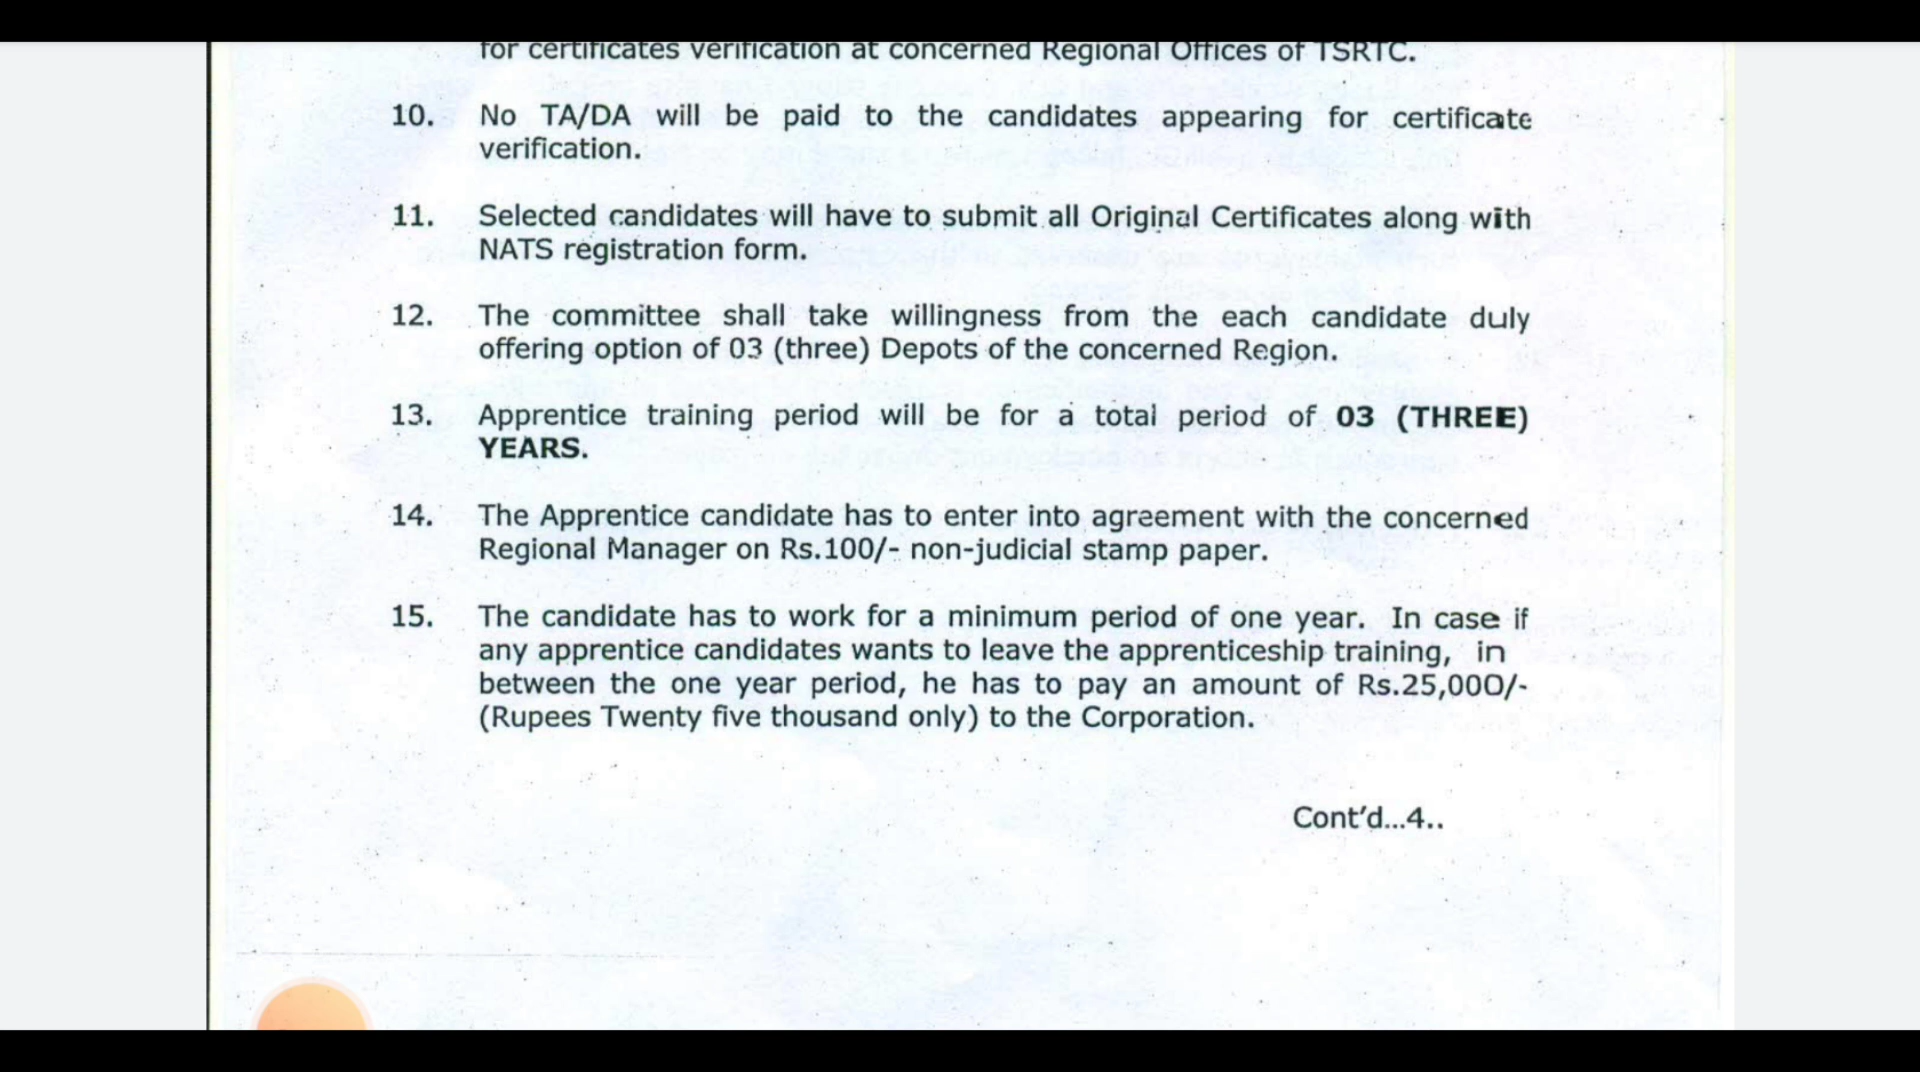 for certificates verification at concerned Regional Offices of TSRTC.
10. No TA/DA will be paid to the candidates appearing for certificate
verification.
11. Selected candidates will have to submit all Original Certificates along with
NATS registration form.
12. The committee shall take willingness from the each candidate duly
offering option of 03 (three) Depots of the concerned Region.
13. Apprentice training period will be for a total period of 03 (THREE)
YEARS.
14. The Apprentice candidate has to enter into agreement with the concerned
Regional Manager on Rs.100/- non-judicial stamp paper.
15. The candidate has to work for a minimum period of one year. In case if
any apprentice candidates wants to leave the apprenticeship training, in
between the one year period, he has to pay an amount of Rs.25,000/-
(Rupees Twenty five thousand only) to the Corporation.
Cont'd...4..